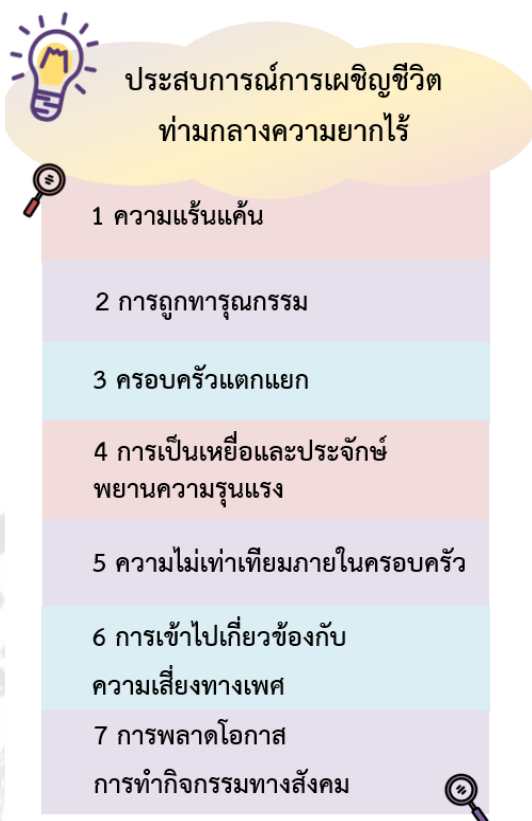 ประสบการณ์การเผชิญชีวิต
ท่ามกลางความยากไร้
1 ความแร้นแค้น
2 การถูกทารุณกรรม
3 ครอบครัวแตกแยก
4 การเป็นเหยื่อและประจักษ์
พยานความรุนแรง
5 ความไม่เท่าเทียมภายในครอบครัว
6 การเข้าไปเกี่ยวข้องกับ
ความเสี่ยงทางเพศ
7 การพลาดโอกาส
การทำกิจกรรมทางสังคม